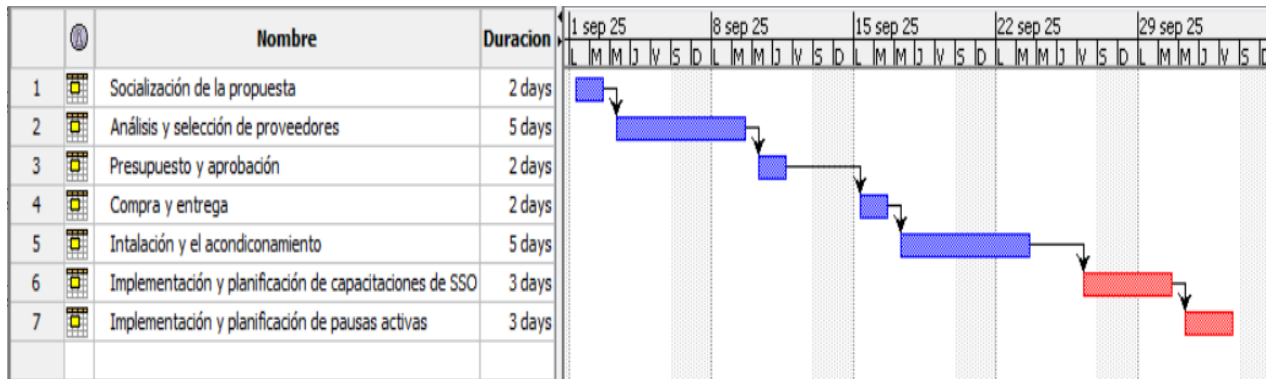 Nombre Duracion 1 sep 25 8 sep 25 15 sep 25 22 sep 25 29 sep 25
L M M J V S D L M M J V S D L M M J V S D L M M J V S D L M M J V S D
1 Socialización de la propuesta 2 days
2 Análisis y selección de proveedores 5 days
3 Presupuesto y aprobación 2 days
4 Compra y entrega 2 days
5 Intalación y el acondiconamiento 5 days
6 Implementación y planificación de capacitaciones de SSO 3 days
7 Implementación y planificación de pausas activas 3 days